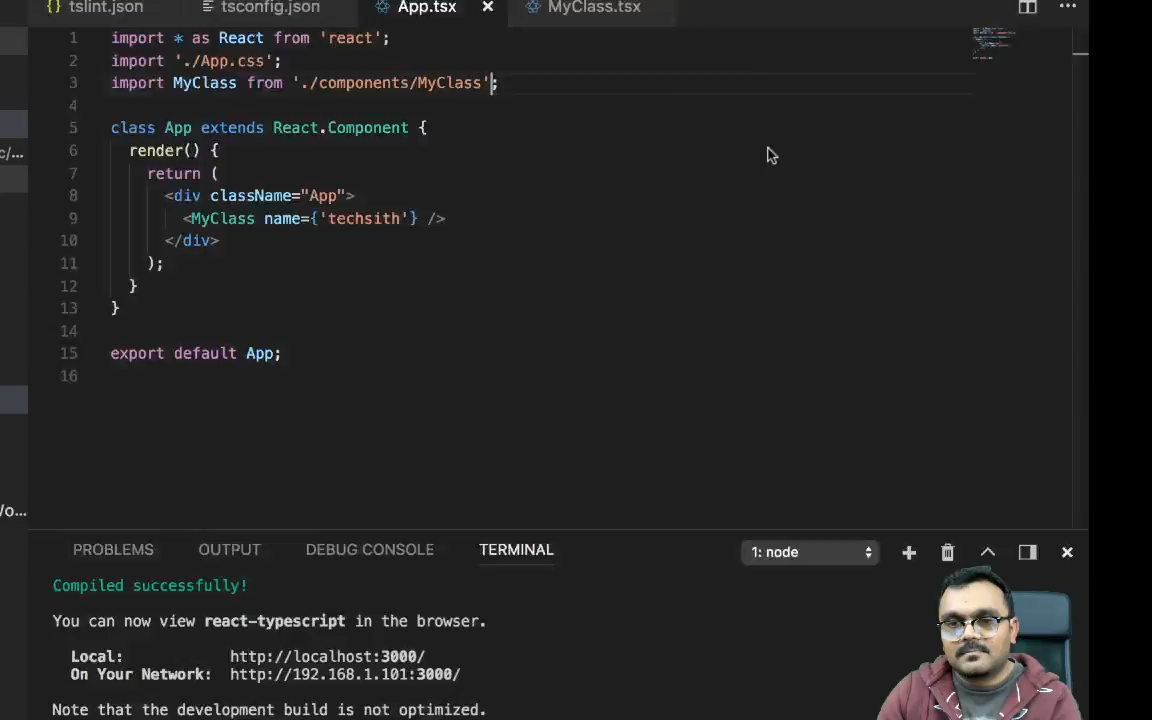 {} tslint.json tsconfig.json App.tsx MyClass.tsx
1 import * as React from 'react';
2 import './App.css';
3 import MyClass from './components/MyClass';
4
5 class App extends React.Component {
6 render() {
7 return (
8 <div className="App">
9 <MyClass name={'techsith'} />
10 </div>
11 );
12 }
13 }
14
15 export default App;
16
c/...
/o...
PROBLEMS OUTPUT DEBUG CONSOLE TERMINAL 1: node
Compiled successfully!
You can now view react-typescript in the browser.
Local: http://localhost:3000/
On Your Network: http://192.168.1.101:3000/
Note that the development build is not optimized.